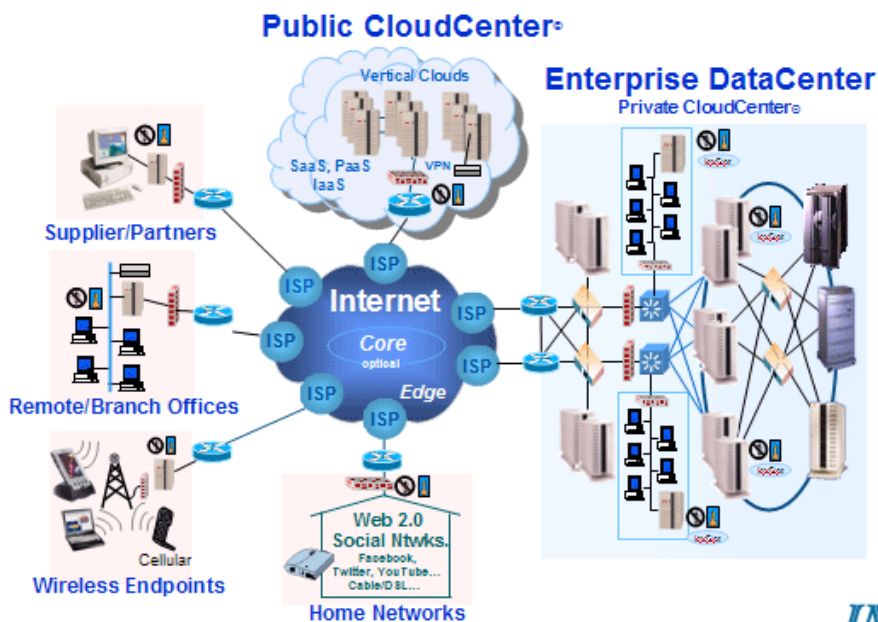 Public CloudCenter®
Vertical Clouds
SaaS, PaaS
IaaS
VPN
Enterprise DataCenter
Private CloudCenter®
Supplier/Partners
ISP
ISP
Internet
ISP
ISP
Core
optional
ISP
ISP
Edge
ISP
Remote/Branch Offices
Cellular
Wireless Endpoints
Web 2.0
Social Ntwks.
Facebook,
Twitter, YouTube...
Cable/DSL...
Home Networks